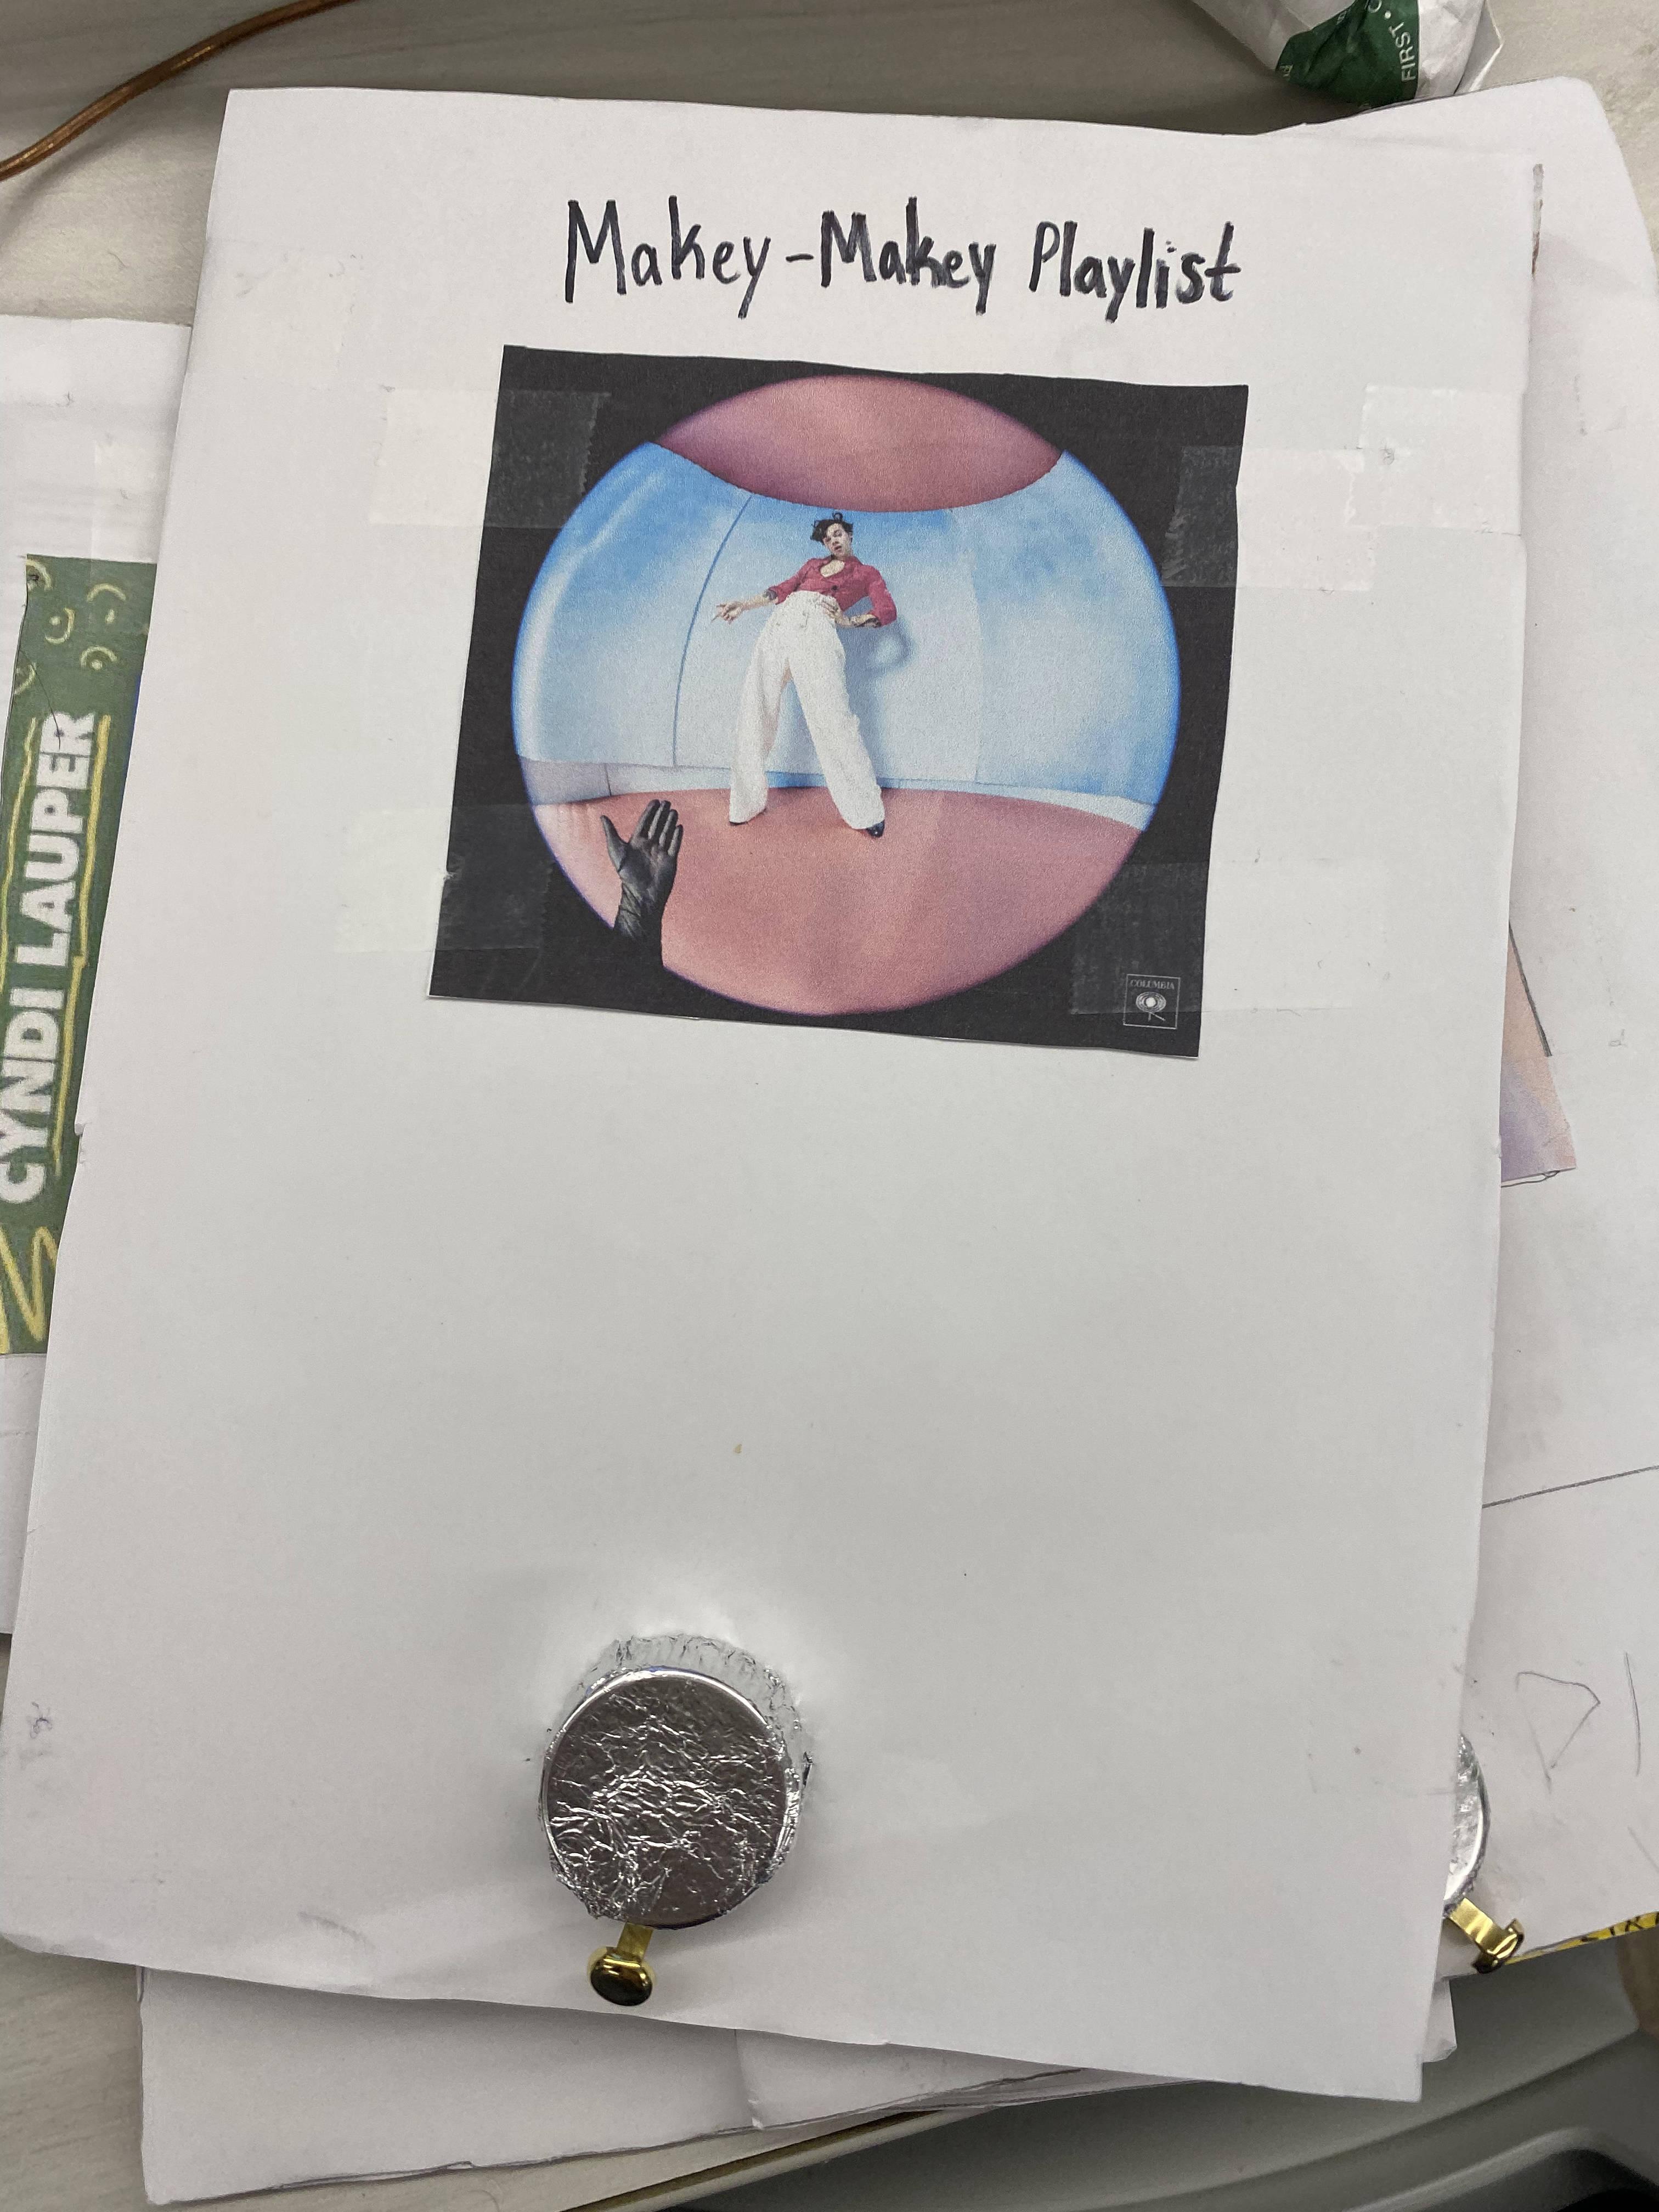 FIRST
Makey-Makey Playlist
CYNDI LAUPER
COLUMBIA